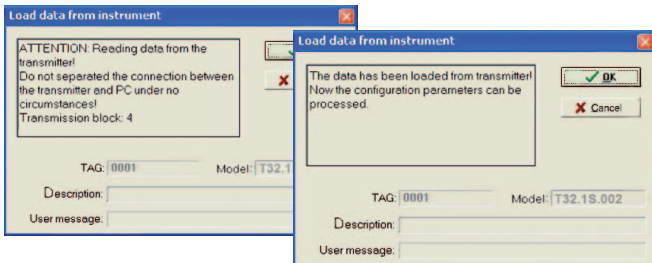 Load data from instrument
ATTENTION: Reading data from the
transmitter!
Do not separated the connection between
the transmitter and PC under no
circumstances!
Transmission block: 4
TAG: 0001 Model: T32.1
Description:
User message:
Load data from instrument
The data has been loaded from transmitter!
Now the configuration parameters can be
processed.
OK
Cancel
TAG: 0001 Model: T32.1S.002
Description:
User message: